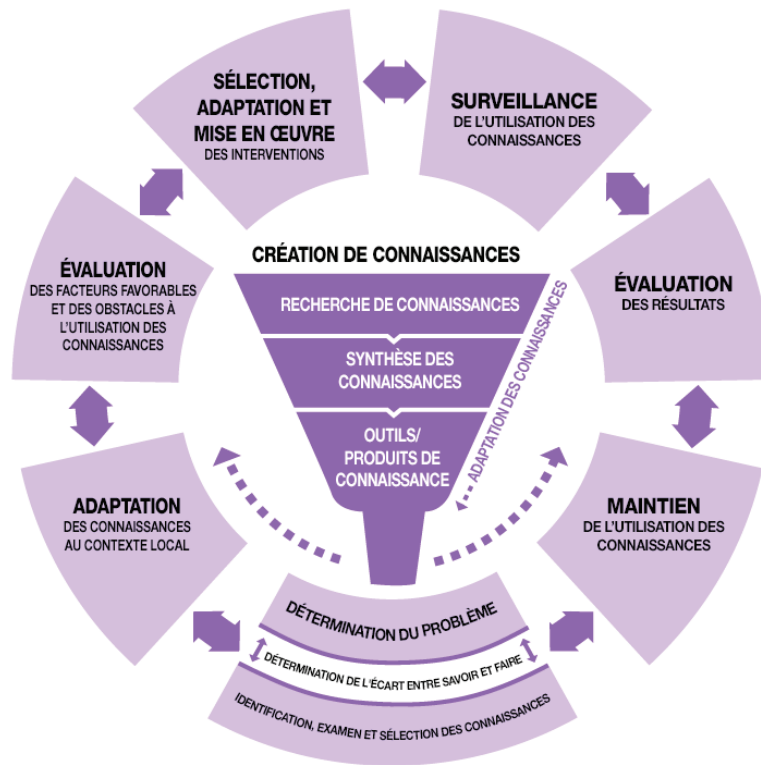 SÉLECTION,
ADAPTATION ET
MISE EN ŒUVRE
DES INTERVENTIONS
SURVEILLANCE
DE L'UTILISATION DES
CONNAISSANCES
ÉVALUATION
DES FACTEURS FAVORABLES
ET DES OBSTACLES À
L'UTILISATION DES
CONNAISSANCES
CRÉATION DE CONNAISSANCES
RECHERCHE DE CONNAISSANCES
SYNTHÈSE DES
CONNAISSANCES
OUTILS/
PRODUITS DE
CONNAISSANCE
ADAPTATION DES CONNAISSANCES
ÉVALUATION
DES RÉSULTATS
ADAPTATION
DES CONNAISSANCES
AU CONTEXTE LOCAL
MAINTIEN
DE L'UTILISATION DES
CONNAISSANCES
DÉTERMINATION DU PROBLÈME
DÉTERMINATION DE L'ÉCART ENTRE SAVOIR ET FAIRE
IDENTIFICATION, EXAMEN ET SÉLECTION DES CONNAISSANCES